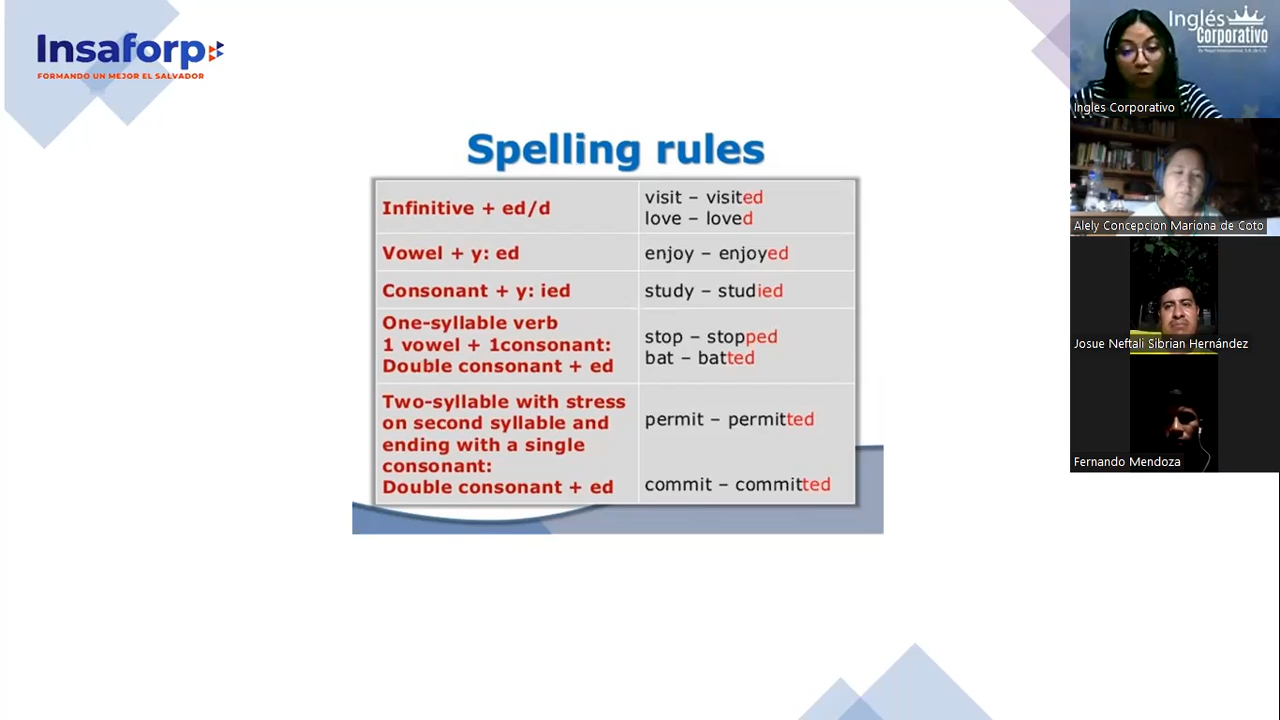 Insaforp
FORMANDO UN MEJOR EL SALVADOR
Spelling rules
Infinitive + ed/d
visit – visited
love – loved
Vowel + y: ed
enjoy – enjoyed
Consonant + y: ied
study – studied
One-syllable verb
1 vowel + 1consonant:
Double consonant + ed
stop – stopped
bat – batted
Two-syllable with stress
on second syllable and
ending with a single
consonant:
Double consonant + ed
permit – permitted
commit – committed
Inglés
Corporativo
Ingles Corporativo
Alely Concepcion Mariona de Coto
Josue Neftali Sibrian Hernández
Fernando Mendoza